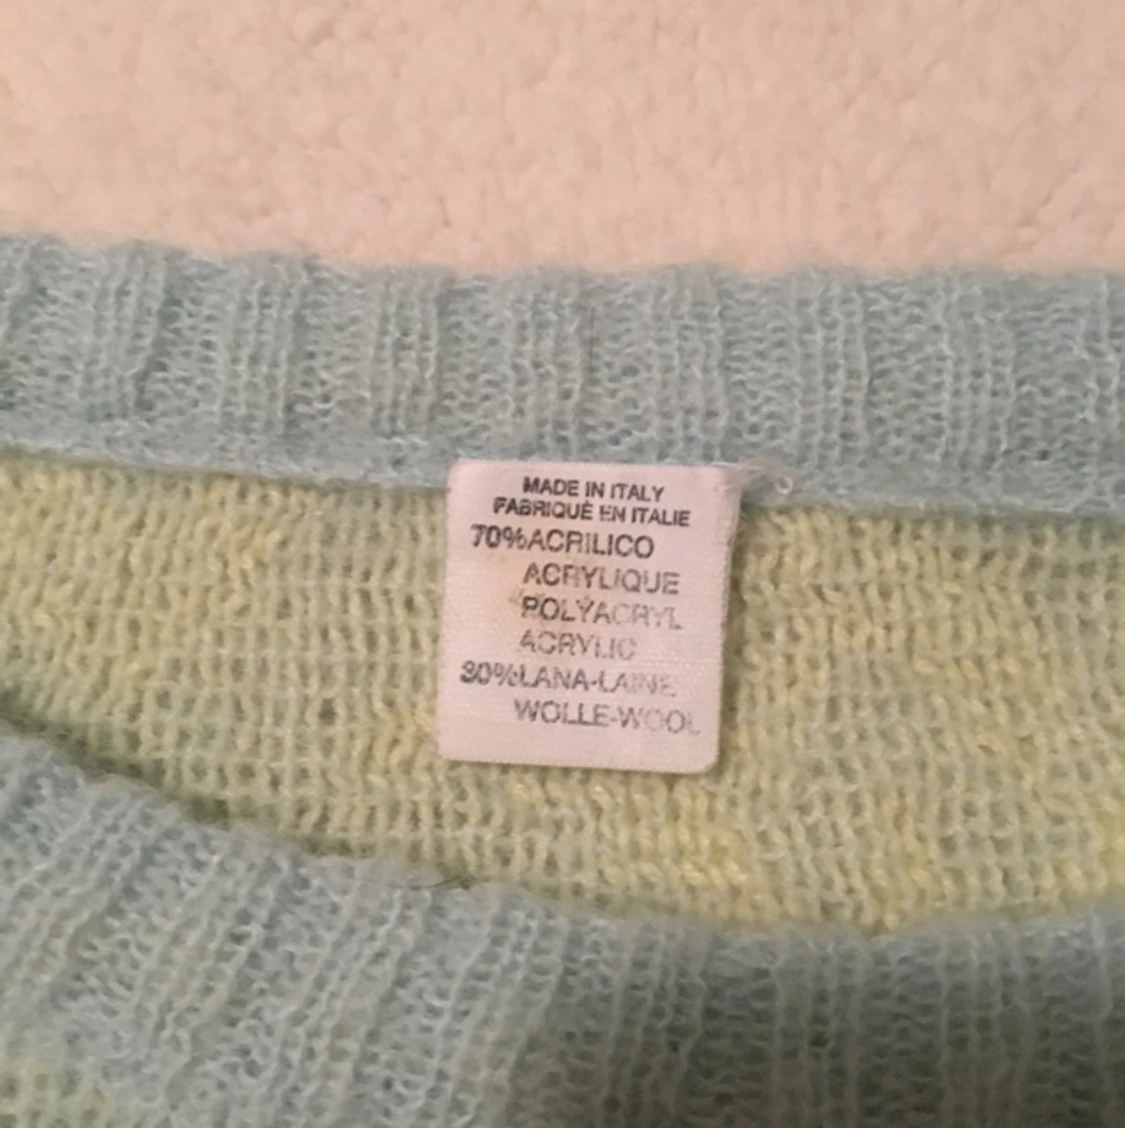 MADE IN ITALY
FABRIQUÉ EN ITALIE
70%ACRILICO
ACRYLIQUE
POLYACRYL
ACRYLIC
30%LANA-LAINE
WOLLE-WOOL